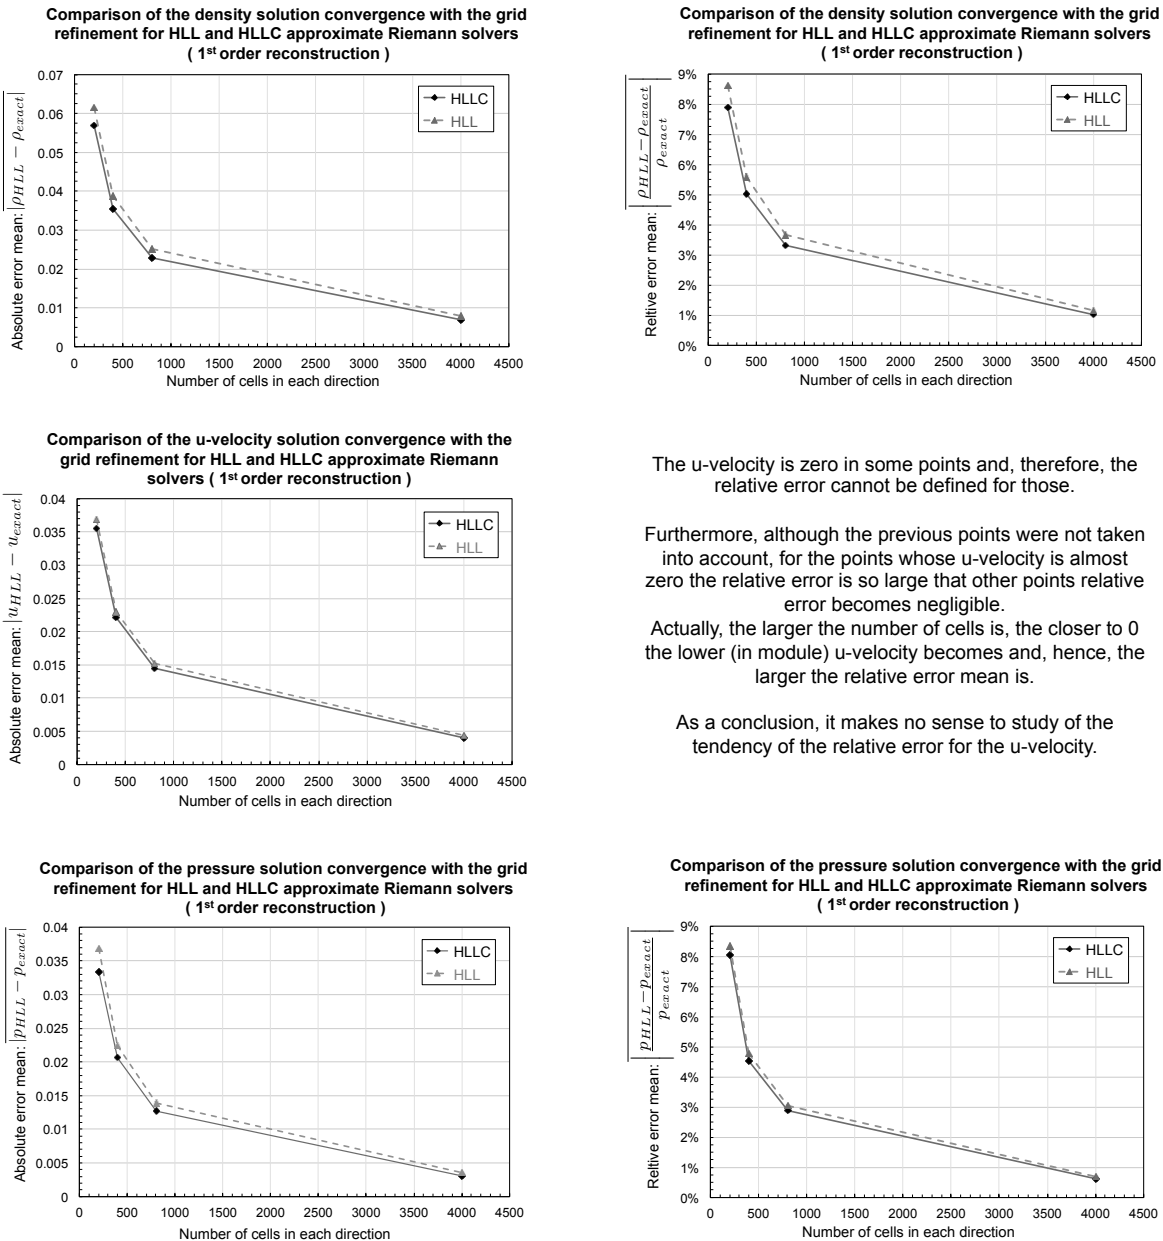 Comparison of the density solution convergence with the grid
refinement for HLL and HLLC approximate Riemann solvers
( 1st order reconstruction )
Absolute error mean: |ρHLL − ρexact|
0.07
0.06
0.05
0.04
0.03
0.02
0.01
0
HLLC
HLL
0 500 1000 1500 2000 2500 3000 3500 4000 4500
Number of cells in each direction
Comparison of the density solution convergence with the grid
refinement for HLL and HLLC approximate Riemann solvers
( 1st order reconstruction )
Reltive error mean: |ρHLL−ρexact / ρexact|
9%
8%
7%
6%
5%
4%
3%
2%
1%
0%
HLLC
HLL
0 500 1000 1500 2000 2500 3000 3500 4000 4500
Number of cells in each direction
Comparison of the u-velocity solution convergence with the
grid refinement for HLL and HLLC approximate Riemann
solvers ( 1st order reconstruction )
Absolute error mean: |uHLL − uexact|
0.04
0.035
0.03
0.025
0.02
0.015
0.01
0.005
0
HLLC
HLL
0 500 1000 1500 2000 2500 3000 3500 4000 4500
Number of cells in each direction
The u-velocity is zero in some points and, therefore, the
relative error cannot be defined for those.
Furthermore, although the previous points were not taken
into account, for the points whose u-velocity is almost
zero the relative error is so large that other points relative
error becomes negligible.
Actually, the larger the number of cells is, the closer to 0
the lower (in module) u-velocity becomes and, hence, the
larger the relative error mean is.
As a conclusion, it makes no sense to study of the
tendency of the relative error for the u-velocity.
Comparison of the pressure solution convergence with the grid
refinement for HLL and HLLC approximate Riemann solvers
( 1st order reconstruction )
Absolute error mean: |pHLL − pexact|
0.04
0.035
0.03
0.025
0.02
0.015
0.01
0.005
0
HLLC
HLL
0 500 1000 1500 2000 2500 3000 3500 4000 4500
Number of cells in each direction
Comparison of the pressure solution convergence with the grid
refinement for HLL and HLLC approximate Riemann solvers
( 1st order reconstruction )
Reltive error mean: |pHLL−pexact / pexact|
9%
8%
7%
6%
5%
4%
3%
2%
1%
0%
HLLC
HLL
0 500 1000 1500 2000 2500 3000 3500 4000 4500
Number of cells in each direction